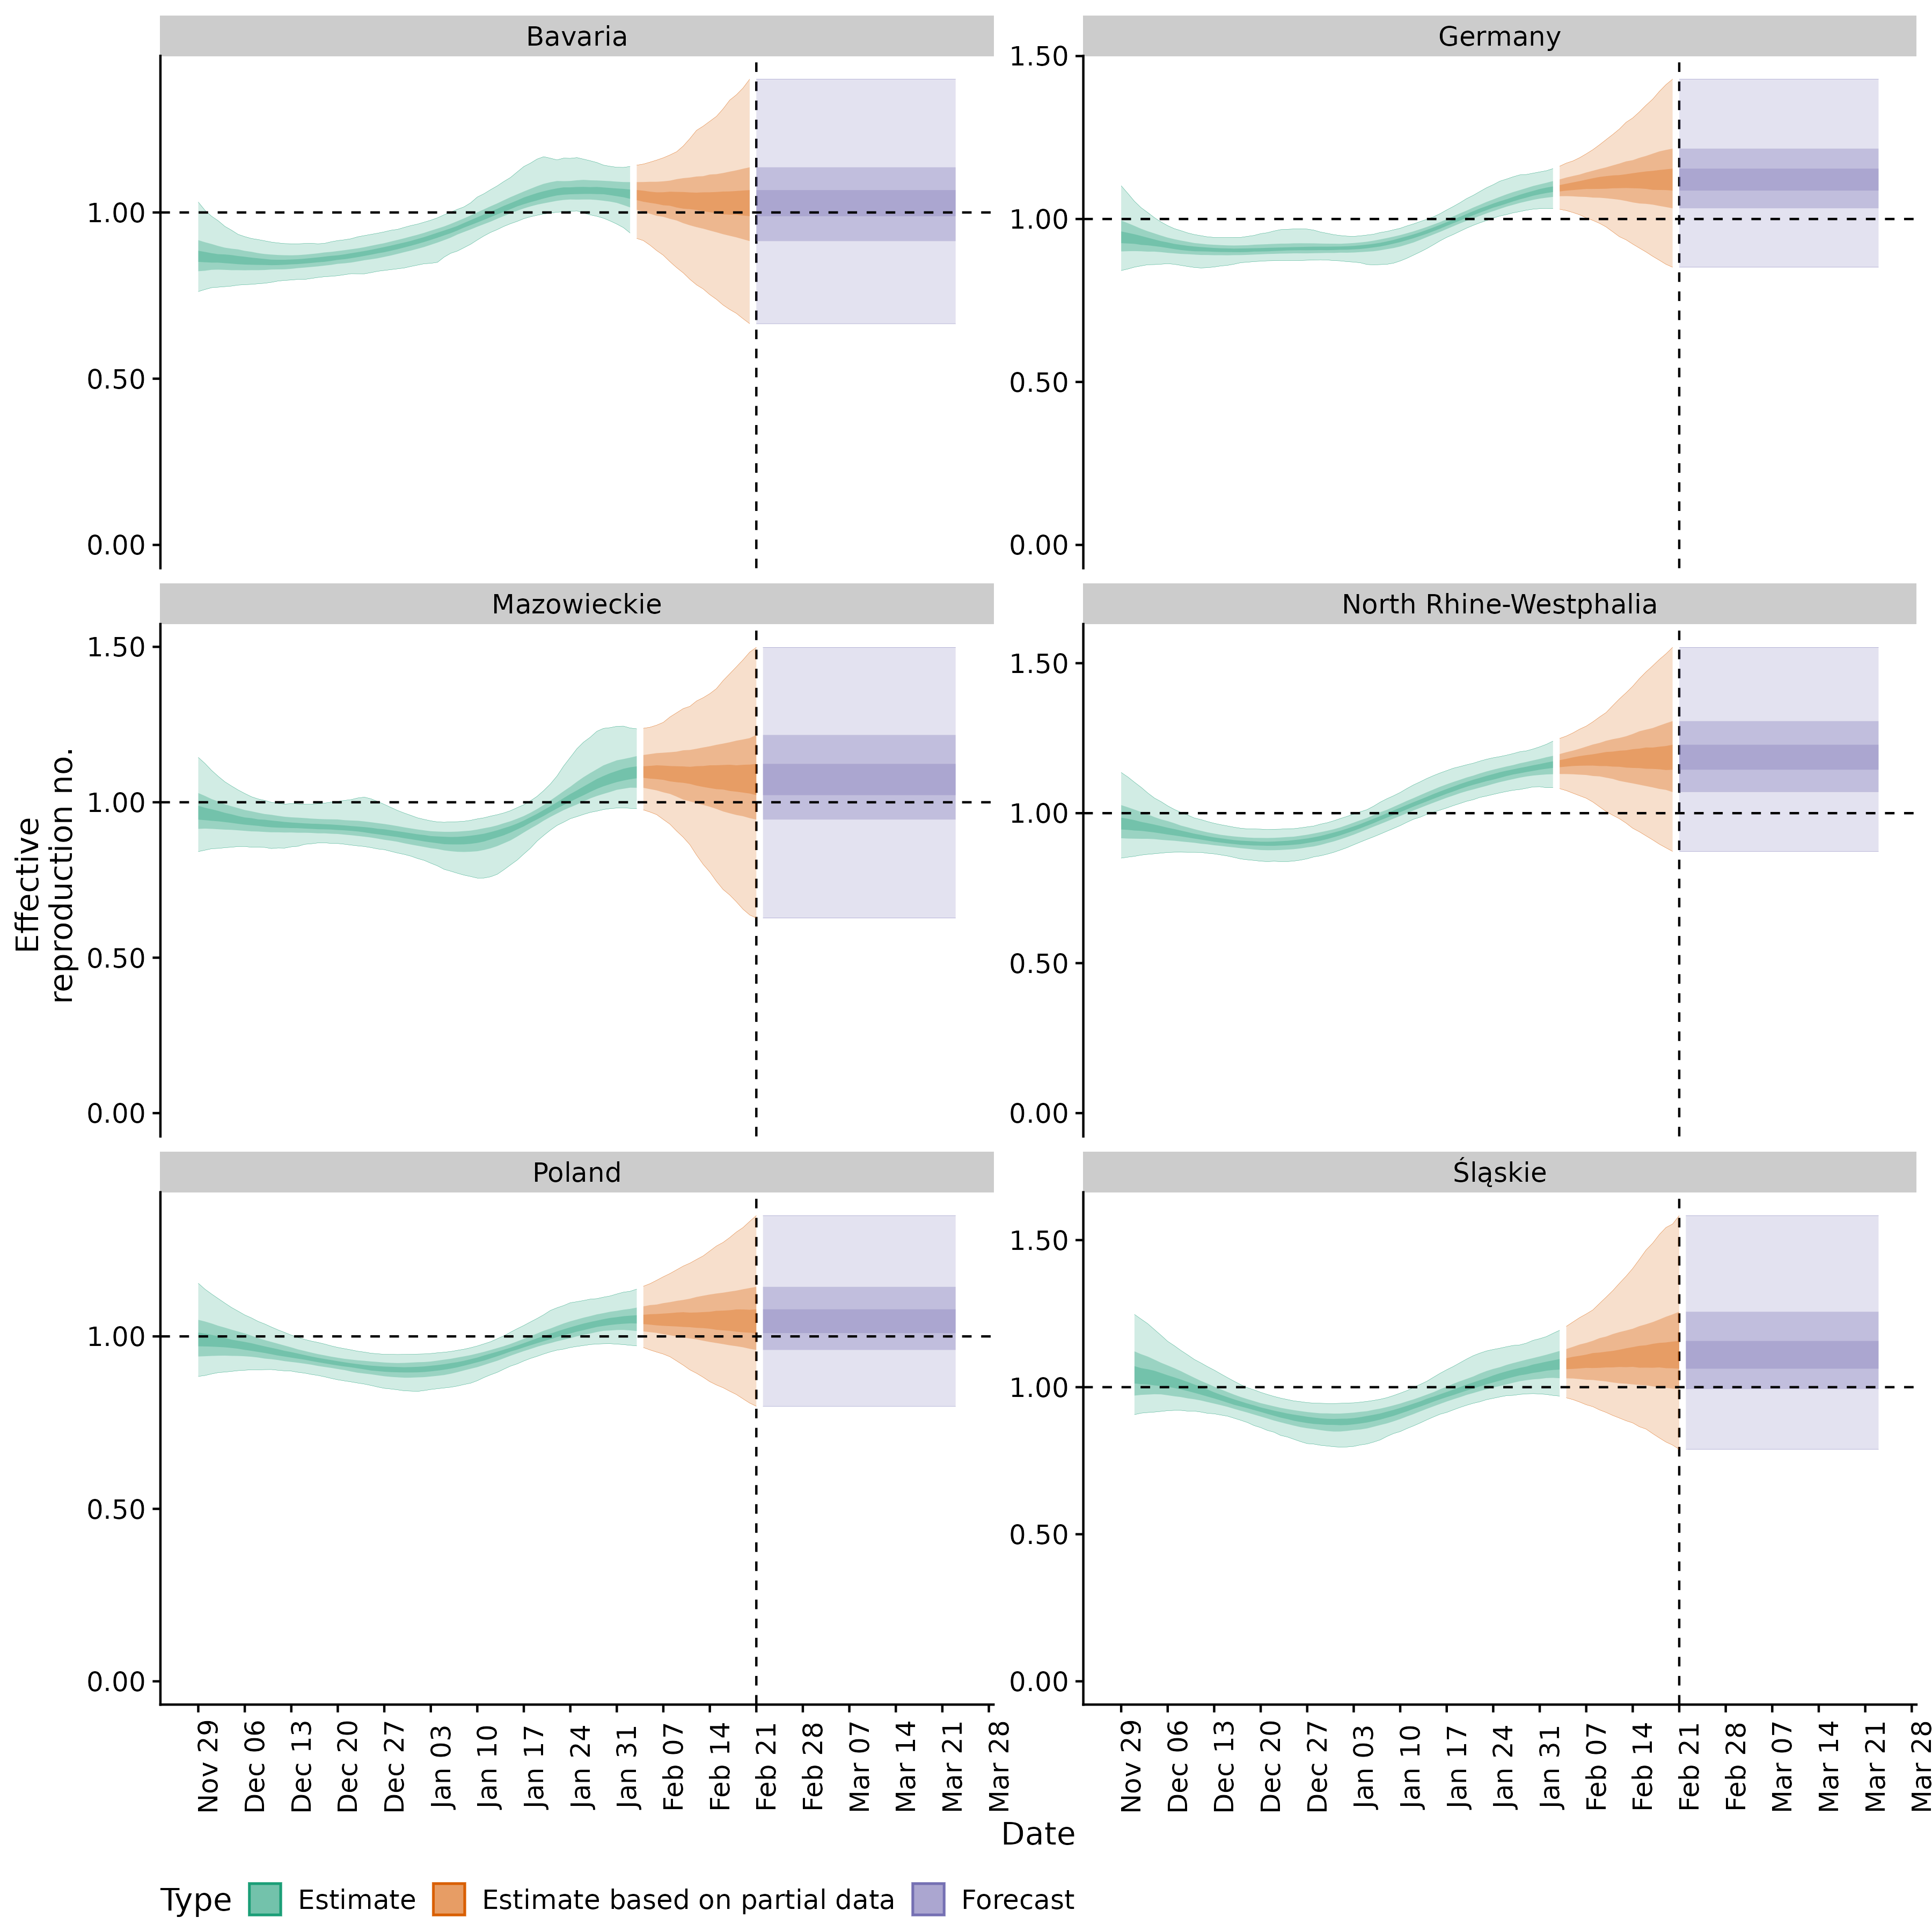 Bavaria
Germany
1.00
0.50
0.00
1.50
1.00
0.50
0.00
Mazowieckie
North Rhine-Westphalia
1.50
1.00
0.50
0.00
1.50
1.00
0.50
0.00
Effective
reproduction no.
Poland
Śląskie
1.00
0.50
0.00
1.50
1.00
0.50
0.00
Nov 29
Dec 06
Dec 13
Dec 20
Dec 27
Jan 03
Jan 10
Jan 17
Jan 24
Jan 31
Feb 07
Feb 14
Feb 21
Feb 28
Mar 07
Mar 14
Mar 21
Mar 28
Nov 29
Dec 06
Dec 13
Dec 20
Dec 27
Jan 03
Jan 10
Jan 17
Jan 24
Jan 31
Feb 07
Feb 14
Feb 21
Feb 28
Mar 07
Mar 14
Mar 21
Mar 28
Date
Type Estimate Estimate based on partial data Forecast